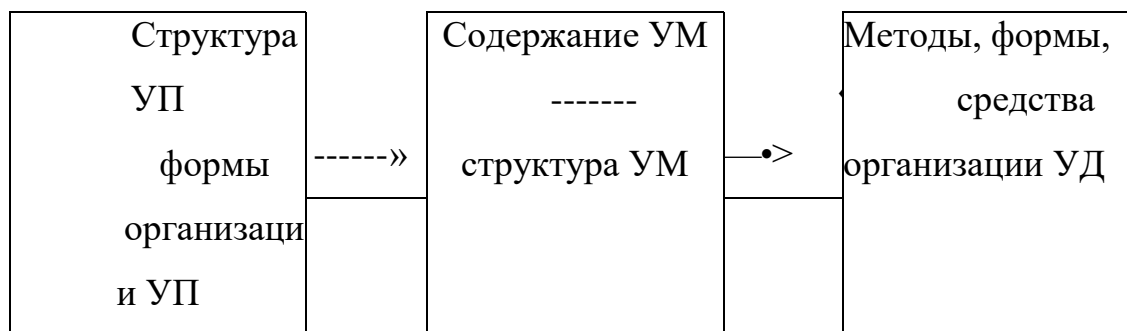 Структура
УП
формы
организаци
и УП
------»
Содержание УМ
-------
структура УМ
—•>
Методы, формы,
средства
организации УД